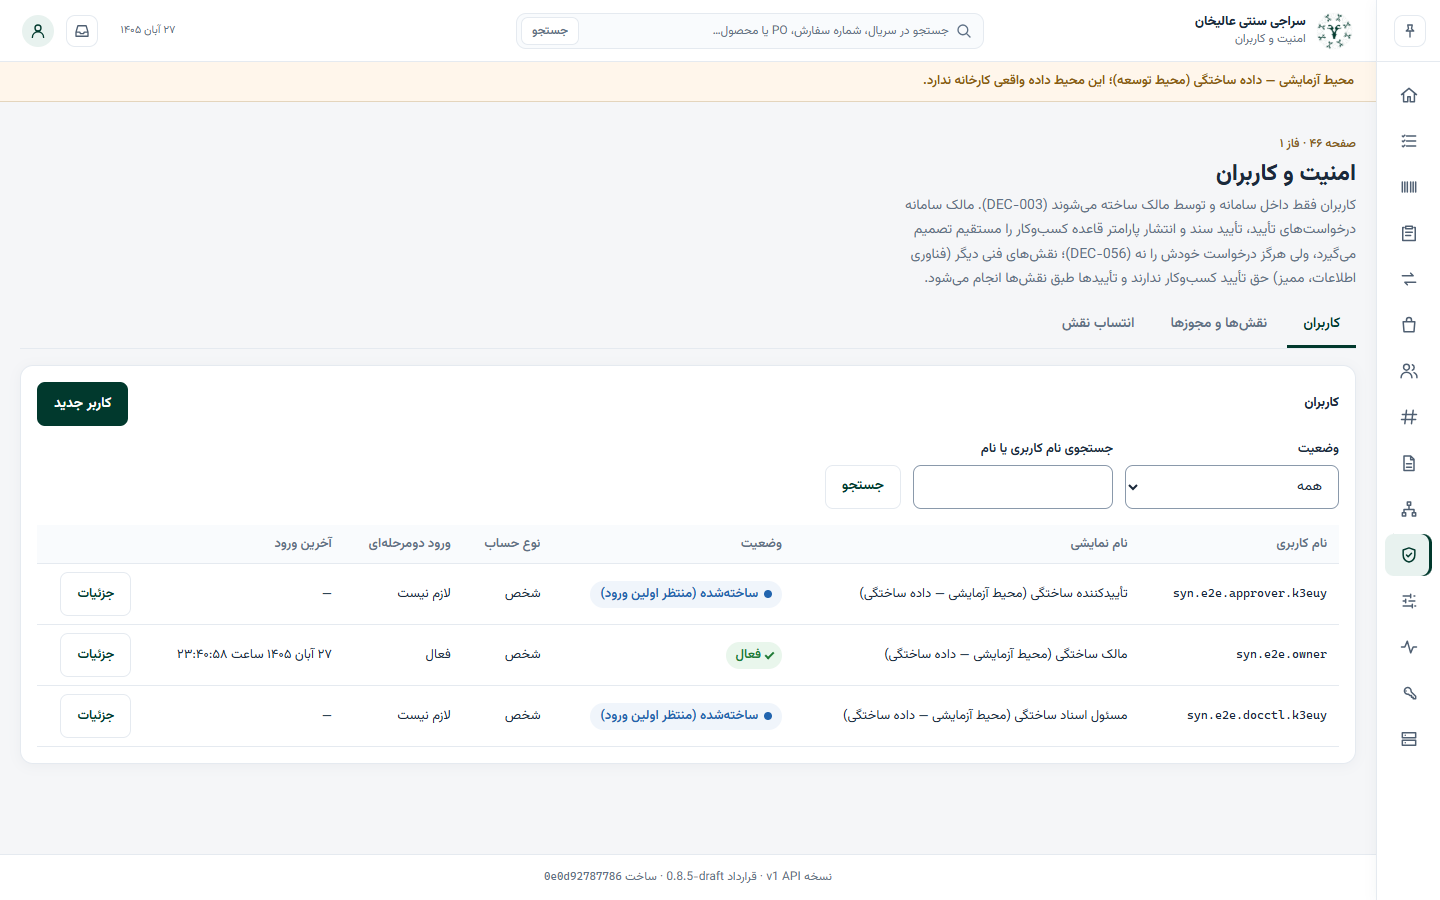 سراجی سنتی عالیخان
امنیت و کاربران
جستجو در سریال، شماره سفارش، PO یا محصول...
جستجو
۲۷ آبان ۱۴۰۵
محیط آزمایشی — داده ساختگی (محیط توسعه)؛ این محیط داده واقعی کارخانه ندارد.
صفحه ۴۶ · فاز ۱
امنیت و کاربران
کاربران فقط داخل سامانه و توسط مالک ساخته می‌شوند (DEC-003). مالک سامانه
درخواست‌های تأیید، تأیید سند و انتشار پارامتر قاعده کسب‌وکار را مستقیم تصمیم
می‌گیرد، ولی هرگز درخواست خودش را نه (DEC-056)؛ نقش‌های فنی دیگر (فناوری
اطلاعات، ممیز) حق تأیید کسب‌وکار ندارند و تأییدها طبق نقش‌ها انجام می‌شود.
کاربران
نقش‌ها و مجوزها
انتساب نقش
کاربران
کاربر جدید
وضعیت
جستجوی نام کاربری یا نام
همه
جستجو
نام کاربری نام نمایشی وضعیت نوع حساب ورود دومرحله‌ای آخرین ورود
syn.e2e.approver.k3euy تأییدکننده ساختگی (محیط آزمایشی — داده ساختگی) ساخته‌شده (منتظر اولین ورود) شخص لازم نیست — جزئیات
syn.e2e.owner مالک ساختگی (محیط آزمایشی — داده ساختگی) فعال شخص فعال ۲۷ آبان ۱۴۰۵ ساعت ۲۳:۴۰:۵۸ جزئیات
syn.e2e.docctl.k3euy مسئول اسناد ساختگی (محیط آزمایشی — داده ساختگی) ساخته‌شده (منتظر اولین ورود) شخص لازم نیست — جزئیات
نسخه v1 API · قرارداد 0.8.5-draft · ساخت 0e0d92787786